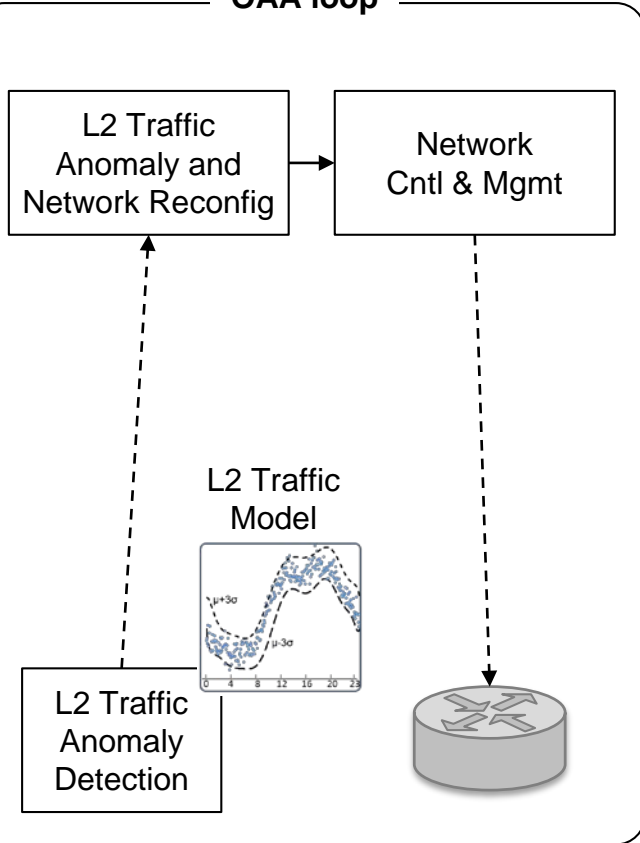 OAA loop
L2 Traffic
Anomaly and
Network Reconfig
Network
Cntl & Mgmt
L2 Traffic
Model
μ+3σ
μ-3σ
0 4 8 12 16 20 23
L2 Traffic
Anomaly
Detection